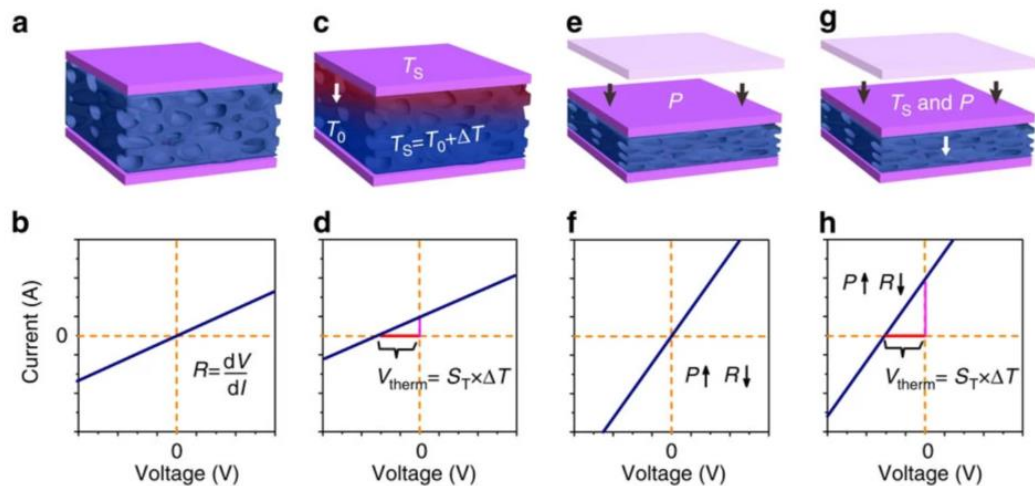 a
c
e
g
T_S
T_0
T_S=T_0+ΔT
P
T_S and P
b
d
f
h
Current (A)
0
R=dV/dI
V_therm= S_T×ΔT
P↑ R↓
P↑ R↓
V_therm= S_T×ΔT
0
0
0
0
Voltage (V)
Voltage (V)
Voltage (V)
Voltage (V)